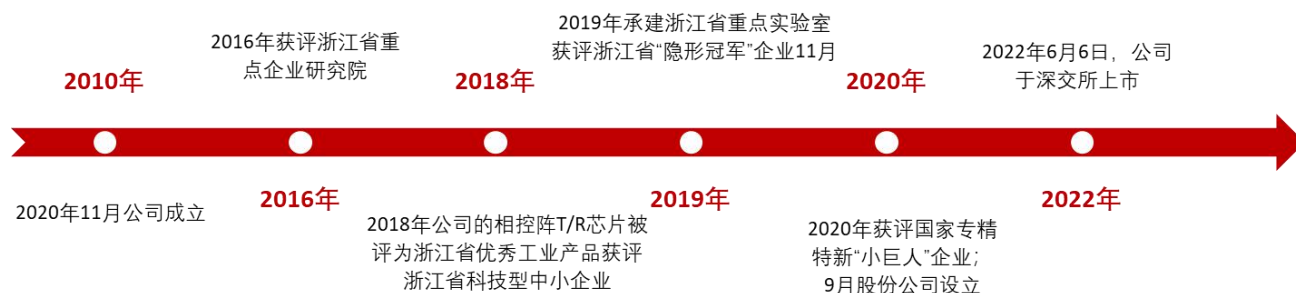 2010年
2020年11月公司成立
2016年获评浙江省重
点企业研究院
2016年
2018年
2018年公司的相控阵T/R芯片被
评为浙江省优秀工业产品获评
浙江省科技型中小企业
2019年承建浙江省重点实验室
获评浙江省“隐形冠军”企业11月
2019年
2020年
2020年获评国家专精
特新“小巨人”企业;
9月股份公司设立
2022年6月6日，公司
于深交所上市
2022年